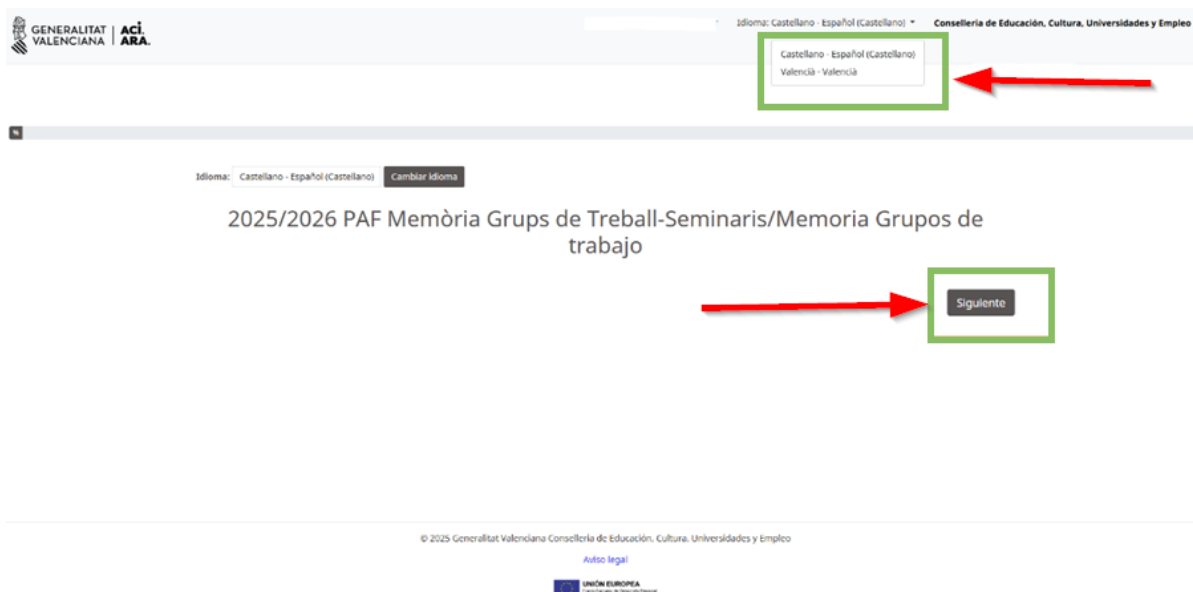 GENERALITAT
VALENCIANA
ACÍ.
ARA.
Idioma: Castellano - Español (Castellano)
Conselleria de Educación, Cultura, Universidades y Empleo
Castellano - Español (Castellano)
Valencià - Valencià
%
Idioma: Castellano - Español (Castellano) Cambiar idioma
2025/2026 PAF Memòria Grups de Treball-Seminaris/Memoria Grupos de
trabajo
Siguiente
© 2025 Generalitat Valenciana Conselleria de Educación. Cultura. Universidades y Empleo
Aviso legal
UNIÓN EUROPEA